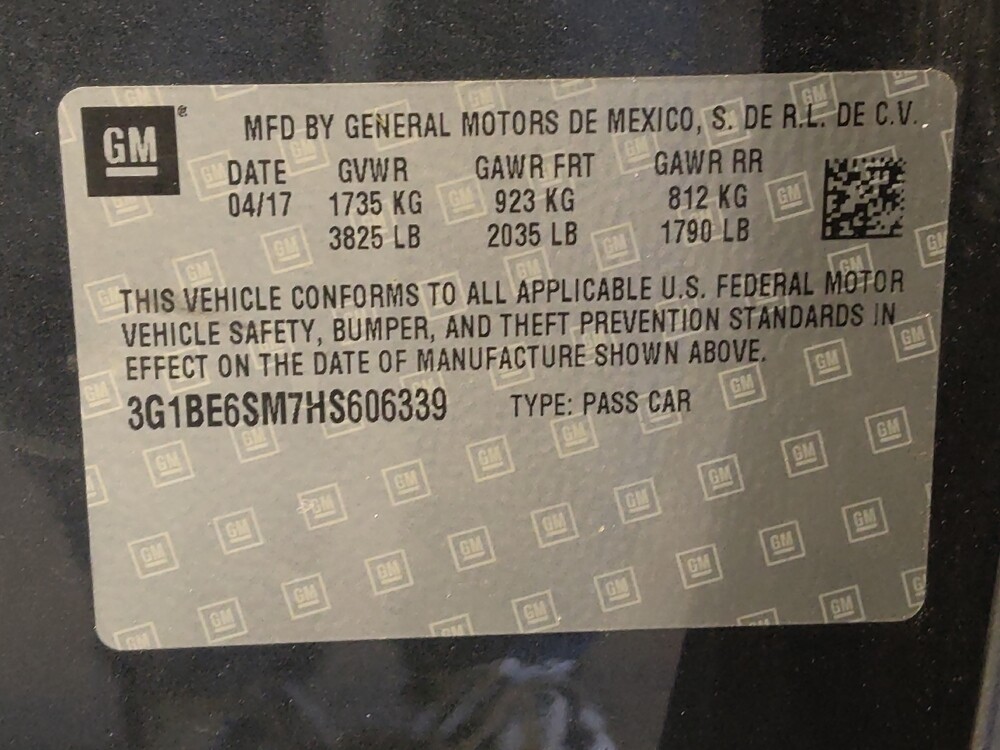 GM®
MFD BY GENERAL MOTORS DE MEXICO, S. DE R.L. DE C.V.
DATE GVWR GAWR FRT GAWR RR
04/17 1735 KG 923 KG 812 KG
3825 LB 2035 LB 1790 LB
THIS VEHICLE CONFORMS TO ALL APPLICABLE U.S. FEDERAL MOTOR
VEHICLE SAFETY, BUMPER, AND THEFT PREVENTION STANDARDS IN
EFFECT ON THE DATE OF MANUFACTURE SHOWN ABOVE.
3G1BE6SM7HS606339 TYPE: PASS CAR